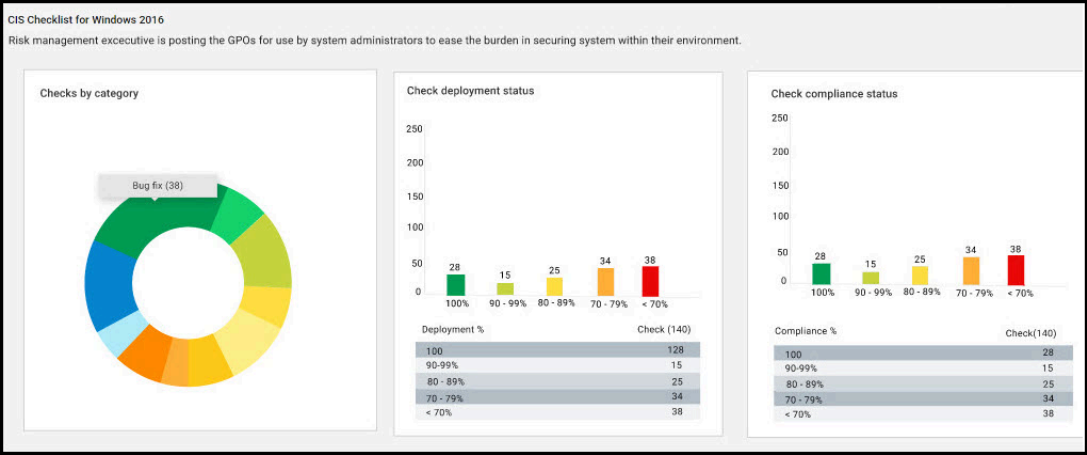 CIS Checklist for Windows 2016
Risk management excecutive is posting the GPOs for use by system administrators to ease the burden in securing system within their environment.
Checks by category
Bug fix (38)
Check deployment status
250
200
150
100
50
0
28
15
25
34
38
100%
90 - 99%
80 - 89%
70 - 79%
< 70%
Deployment %
Check (140)
100
128
90-99%
15
80 - 89%
25
70 - 79%
34
< 70%
38
Check compliance status
250
200
150
100
50
0
28
15
25
34
38
100%
90 - 99%
80 - 89%
70 - 79%
< 70%
Compliance %
Check(140)
100
28
90-99%
15
80 - 89%
25
70 - 79%
34
< 70%
38